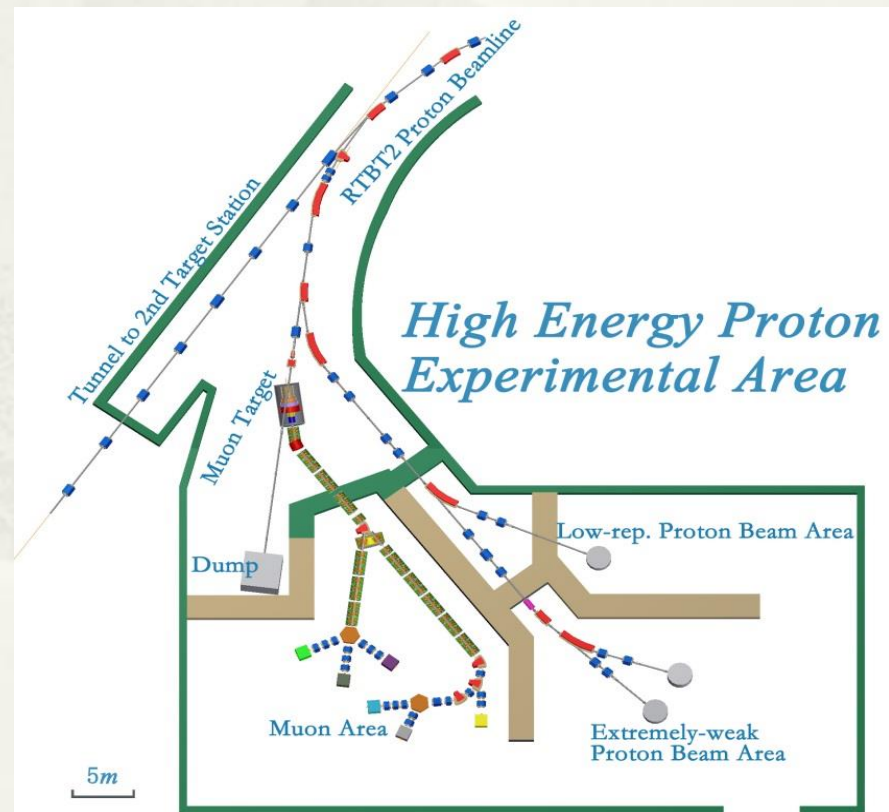 RTBT2 Proton Beamline
Tunnel to 2nd Target Station
High Energy Proton
Experimental Area
Muon Target
Low-rep. Proton Beam Area
Dump
Muon Area
Extremely-weak
Proton Beam Area
5m